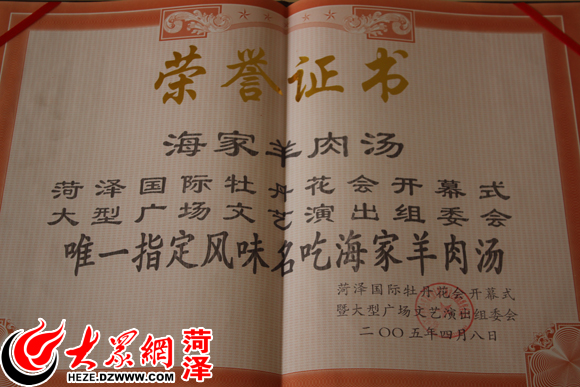 荣誉证书
海家羊肉汤
菏泽国际牡丹花会开幕式
大型广场文艺演出组委会
唯一指定风味名吃海家羊肉汤
菏泽国际牡丹花会开幕式
暨大型广场文艺演出组委会
二〇〇五年四月八日
大众網 菏泽
HEZE.DZWWW.COM